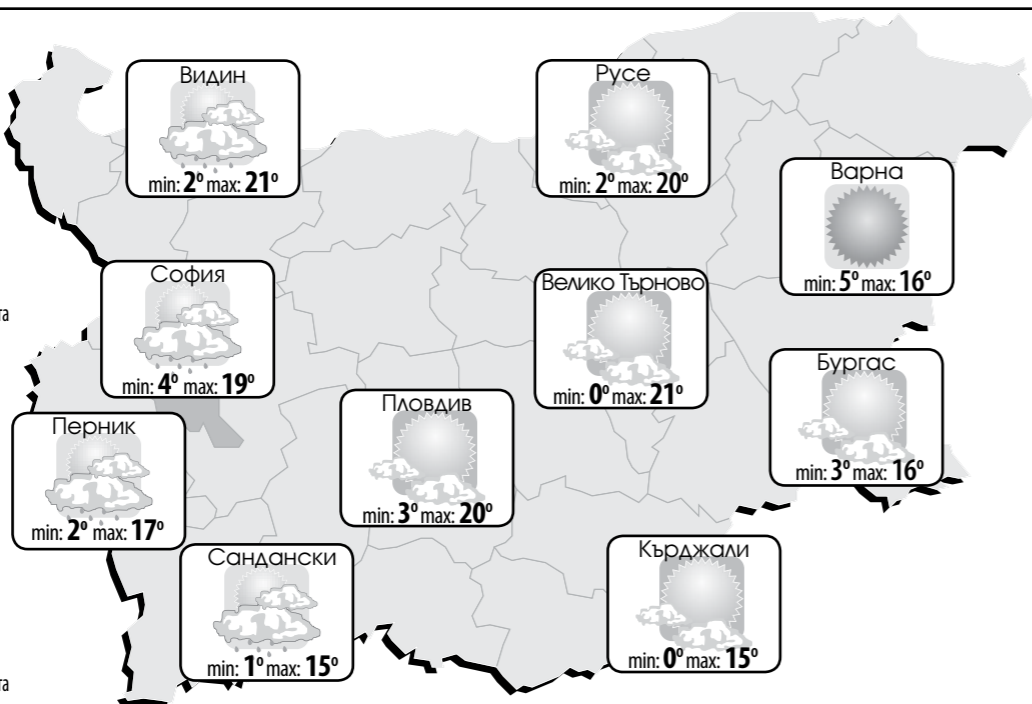 Видин
min: 2° max: 21°
Русе
min: 2° max: 20°
Варна
min: 5° max: 16°
София
min: 4° max: 19°
Велико Търново
min: 0° max: 21°
та
Бургас
min: 3° max: 16°
Пловдив
min: 3° max: 20°
Перник
min: 2° max: 17°
Сандански
min: 1° max: 15°
Кърджали
min: 0° max: 15°
та